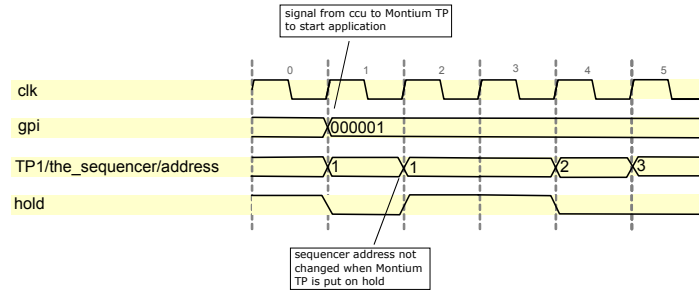 signal from ccu to Montium TP
to start application
0 1 2 3 4 5
clk
gpi 000001
TP1/the_sequencer/address 1 1 2 3
hold
sequencer address not
changed when Montium
TP is put on hold